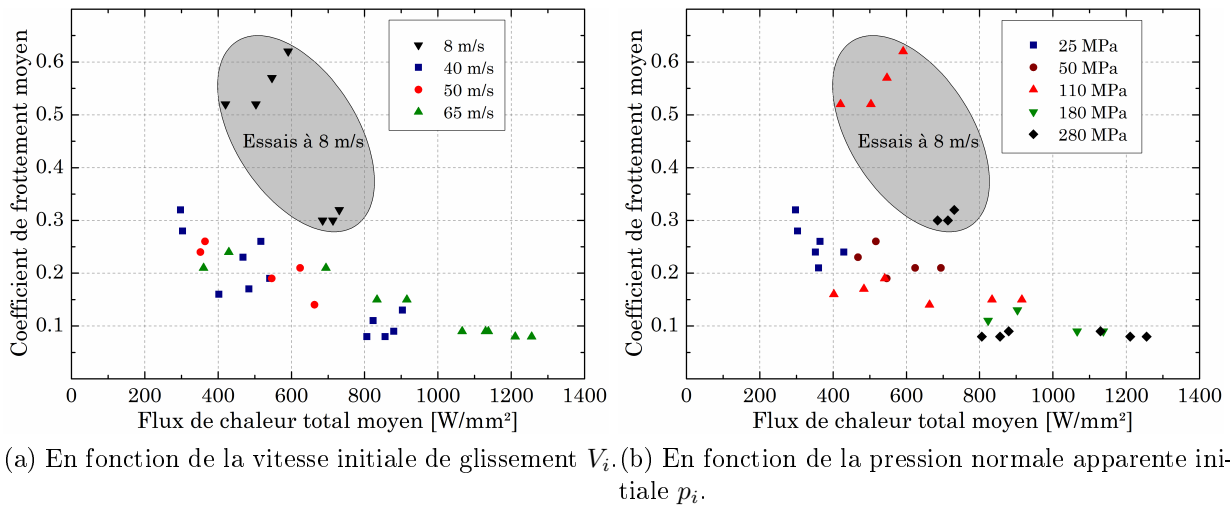 Coefficient de frottement moyen
0.6
0.5
0.4
0.3
0.2
0.1
0
200
400
600
800
1000
1200
1400
Flux de chaleur total moyen [W/mm²]
8 m/s
40 m/s
50 m/s
65 m/s
Essais à 8 m/s
(a) En fonction de la vitesse initiale de glissement Vi.
Coefficient de frottement moyen
0.6
0.5
0.4
0.3
0.2
0.1
0
200
400
600
800
1000
1200
1400
Flux de chaleur total moyen [W/mm²]
25 MPa
50 MPa
110 MPa
180 MPa
280 MPa
Essais à 8 m/s
(b) En fonction de la pression normale apparente ini-
tiale pi.